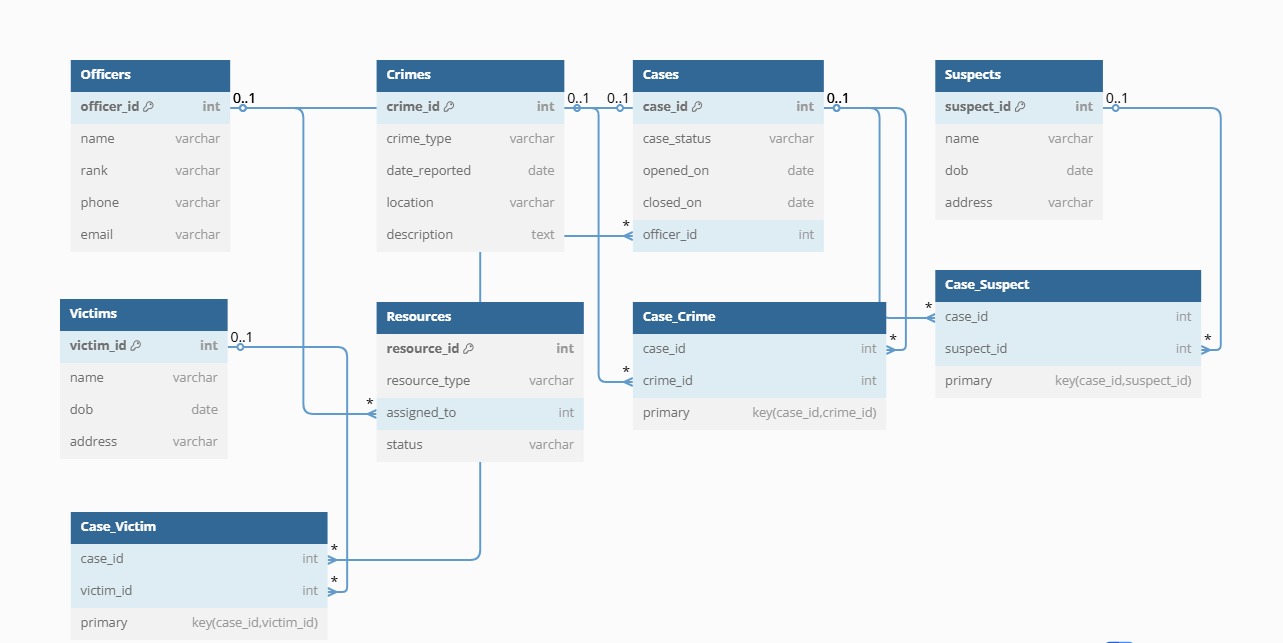 Officers
officer_id int 0..1
name varchar
rank varchar
phone varchar
email varchar
Crimes
crime_id int 0..1
crime_type varchar
date_reported date
location varchar
description text
Cases
0..1 case_id int 0..1
case_status varchar
opened_on date
closed_on date
* officer_id int
Suspects
suspect_id int 0..1
name varchar
dob date
address varchar
Victims
victim_id int 0..1
name varchar
dob date
address varchar
Resources
resource_id int
resource_type varchar
* assigned_to int
status varchar
Case_Crime
case_id int *
* crime_id int
primary key(case_id,crime_id)
Case_Suspect
* case_id int
suspect_id int *
primary key(case_id,suspect_id)
Case_Victim
case_id int *
victim_id int *
primary key(case_id,victim_id)